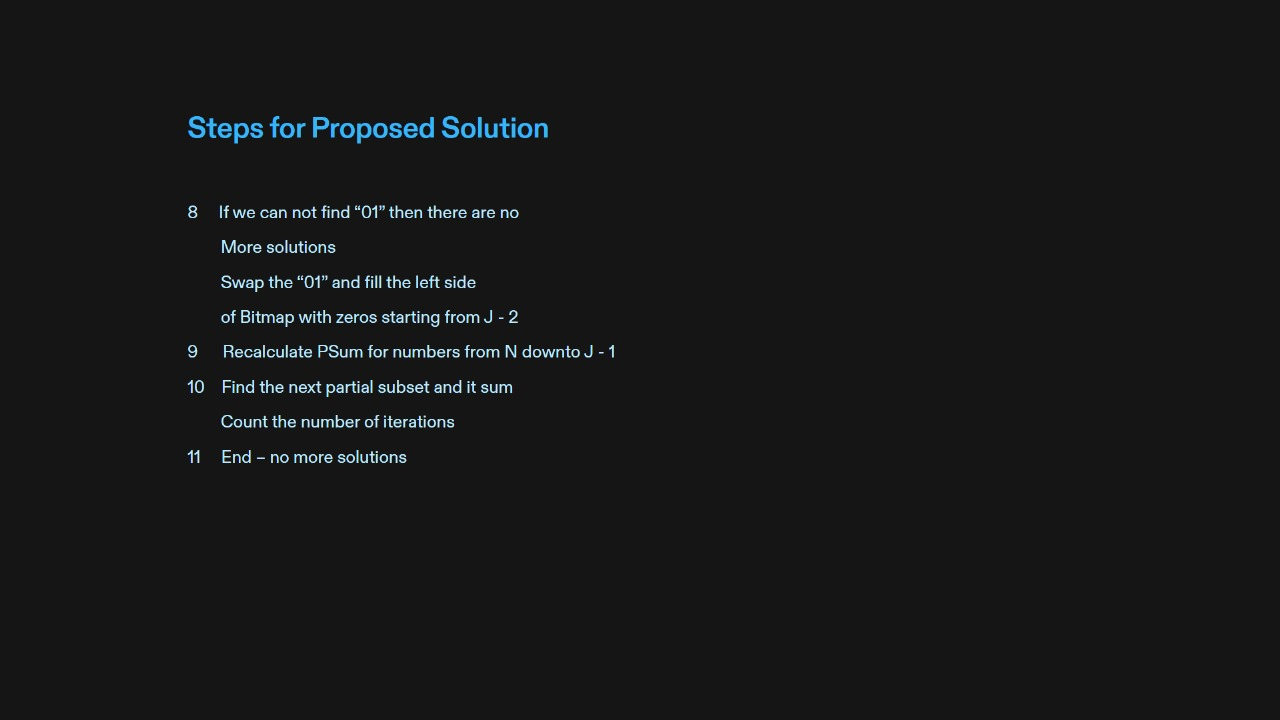 Steps for Proposed Solution
8 If we can not find “01” then there are no
More solutions
Swap the “01” and fill the left side
of Bitmap with zeros starting from J - 2
9 Recalculate PSum for numbers from N downto J - 1
10 Find the next partial subset and it sum
Count the number of iterations
11 End – no more solutions